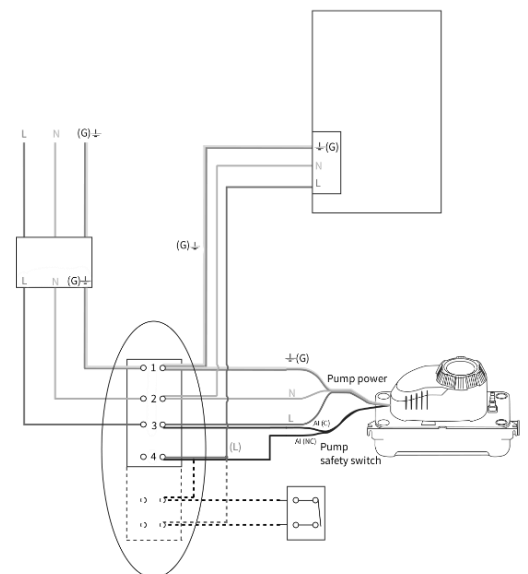 L N (G)⏚
⏚(G)
N
L
(G)⏚
L N (G)⏚
1
2
3
4
⏚(G)
Pump power
N
L
AI (C)
AI (NC)
(L)
Pump
safety switch